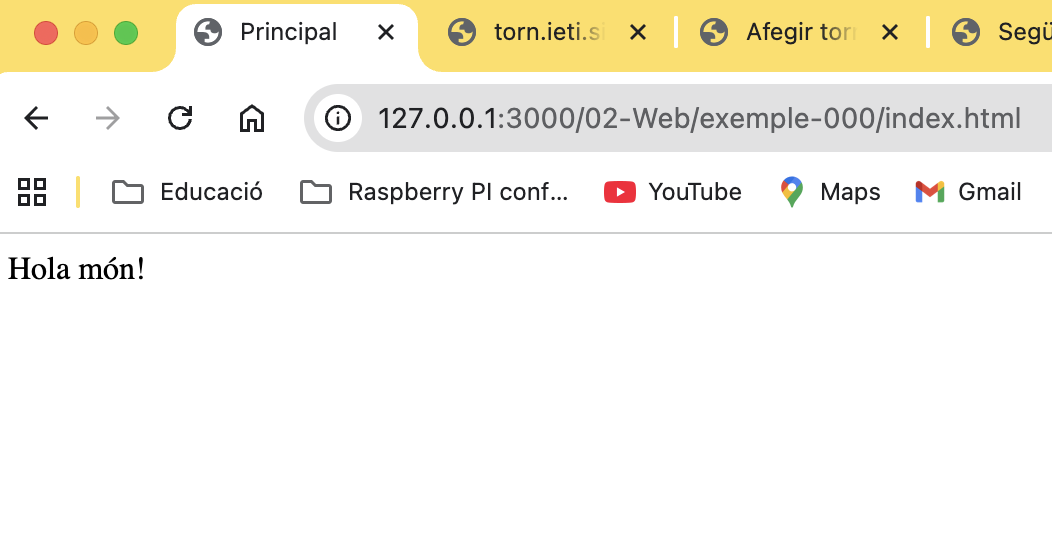 Principal torn.ieti.si Afegir torn Segü
127.0.0.1:3000/02-Web/exemple-000/index.html
Educació Raspberry PI conf... YouTube Maps Gmail
Hola món!